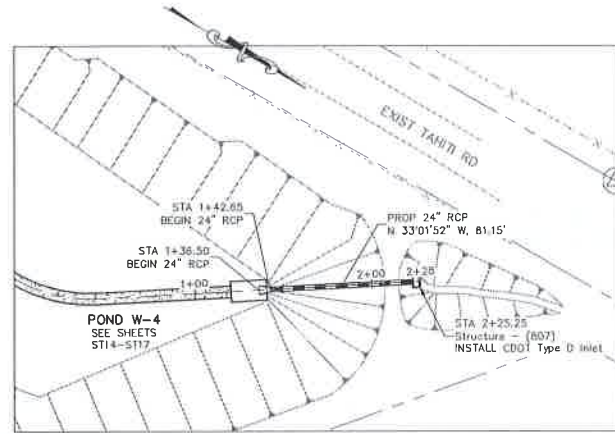 EXIST TAHITI RD
STA 1+42.65
BEGIN 24" RCP
PROP 24" RCP
N 33°01'52" W, 81.15'
STA 1+36.50
BEGIN 24" RCP
1+00
2+00
2+25
POND W-4
SEE SHEETS
ST14-ST17
STA 2+25.25
Structure - (607)
INSTALL CDOT Type D Inlet